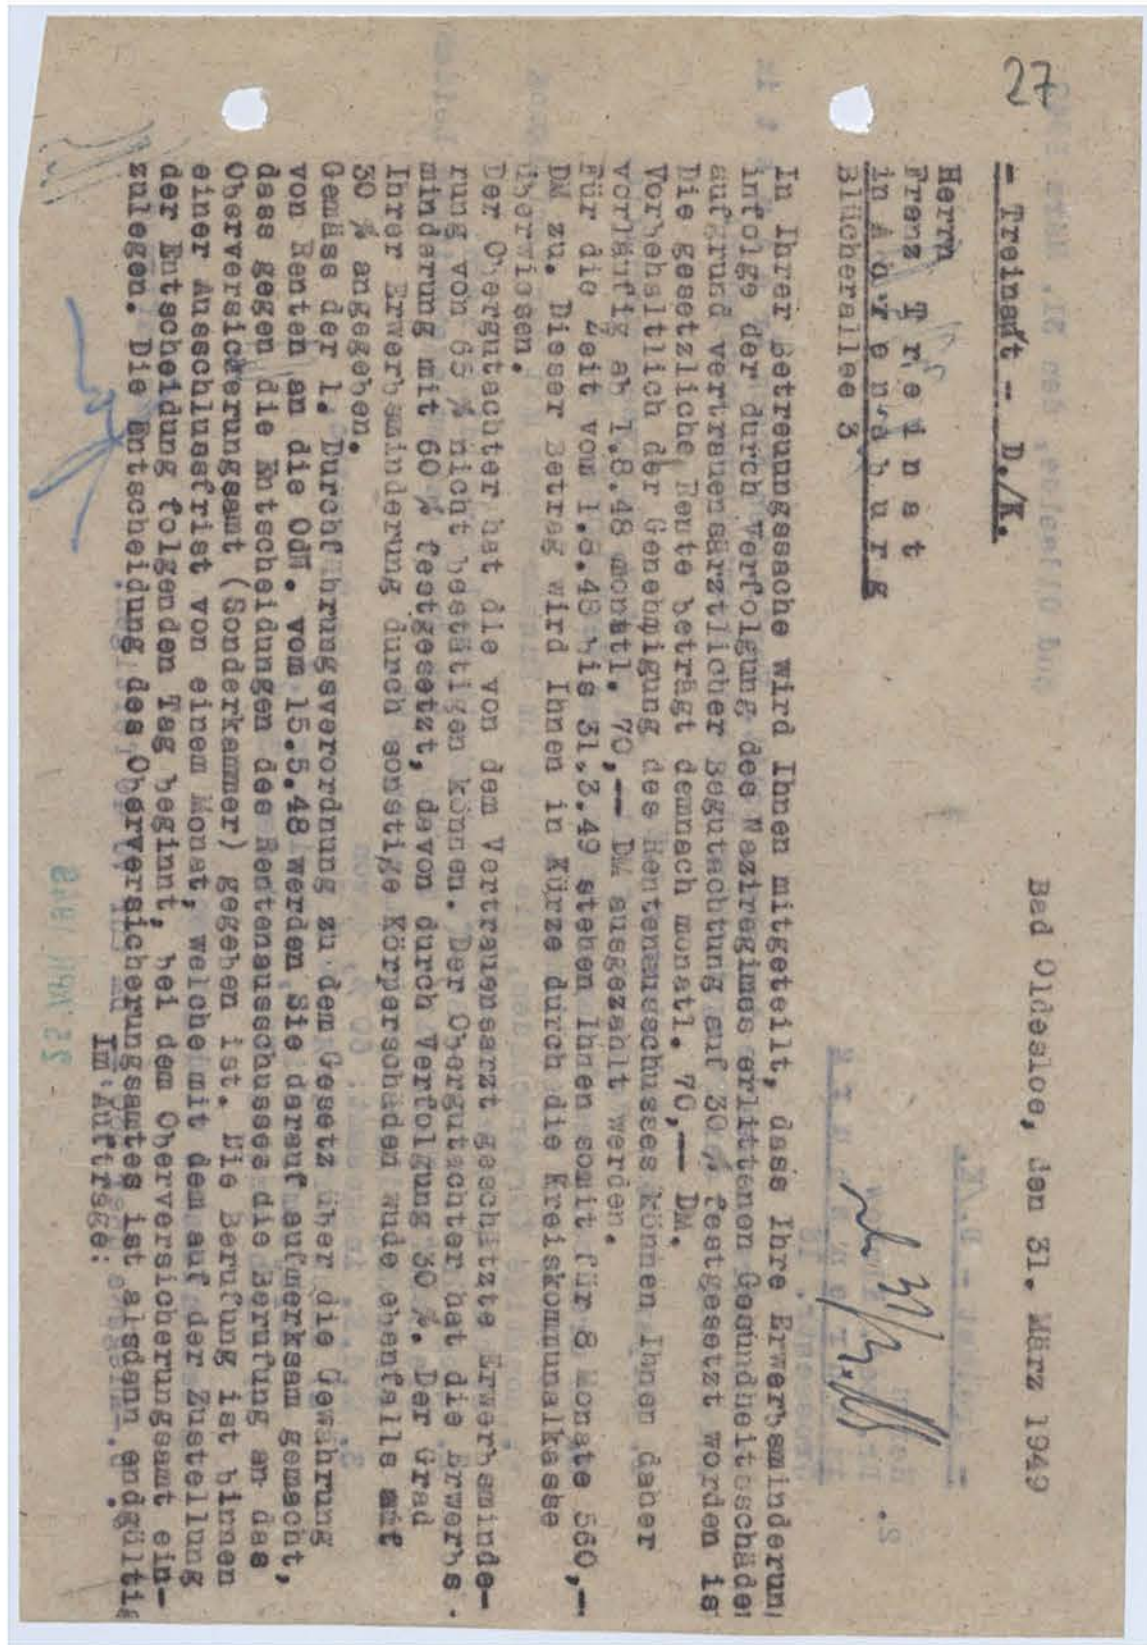 27
Bad Oldesloe, den 31. März 1949
- Treinaut - D./K.
Herrn
Franz Treinat
in Ahrensburg
Blücherallee 3
In Ihrer Betreuungssache wird Ihnen mitgeteilt, dass Ihre Erwerbsminderun
infolge der durch Verfolgung des Naziregimes erlittenen Gesundheitsschäden
aufgrund vertrauensärztlicher Begutachtung auf 30 % festgesetzt worden is
Die gesetzliche Rente beträgt demnach monatl. 70,-- DM.
Vorbehaltlich der Genehmigung des Rentenausschusses können Ihnen daher
vorläufig ab 1.8.48 monatl. 70,-- DM ausgezahlt werden.
Für die Zeit vom 1.8.48 bis 31.3.49 stehen Ihnen somit für 8 Monate 560,--
DM zu. Dieser Betrag wird Ihnen in Kürze durch die Kreiskommunalkasse
überwiesen.
Der Obergutachter hat die von dem Vertrauensarzt geschätzte Erwerbsminde-
rung von 65 % nicht bestätigen können. Der Obergutachter hat die Erwerbs-
minderung mit 60 % festgesetzt, davon durch Verfolgung 30 %. Der Grad
Ihrer Erwerbsminderung durch sonstige Körperschäden wude ebenfalls auf
30 % angegeben.
Gemäss der 1. Durchführungsverordnung zu dem Gesetz über die Gewährung
von Renten an die OdN. vom 15.5.48 werden Sie darauf aufmerksam gemacht,
dass gegen die Entscheidungen des Rentenausschusses die Berufung an das
Oberversicherungsamt (Sonderkammer) gegeben ist. Die Berufung ist binnen
einer Ausschlussfrist von einem Monat, welche mit dem auf der Zustellung
der Entscheidung folgenden Tag beginnt, bei dem Oberversicherungsamt ein-
zulegen. Die Entscheidung des Oberversicherungsamtes ist alsdann endgülti
Im Auftrage: